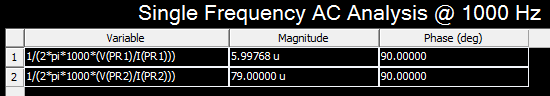 Single Frequency AC Analysis @ 1000 Hz
Variable Magnitude Phase (deg)
1 1/(2*pi*1000*(V(PR1)/I(PR1))) 5.99768 u 90.00000
2 1/(2*pi*1000*(V(PR2)/I(PR2))) 79.00000 u 90.00000